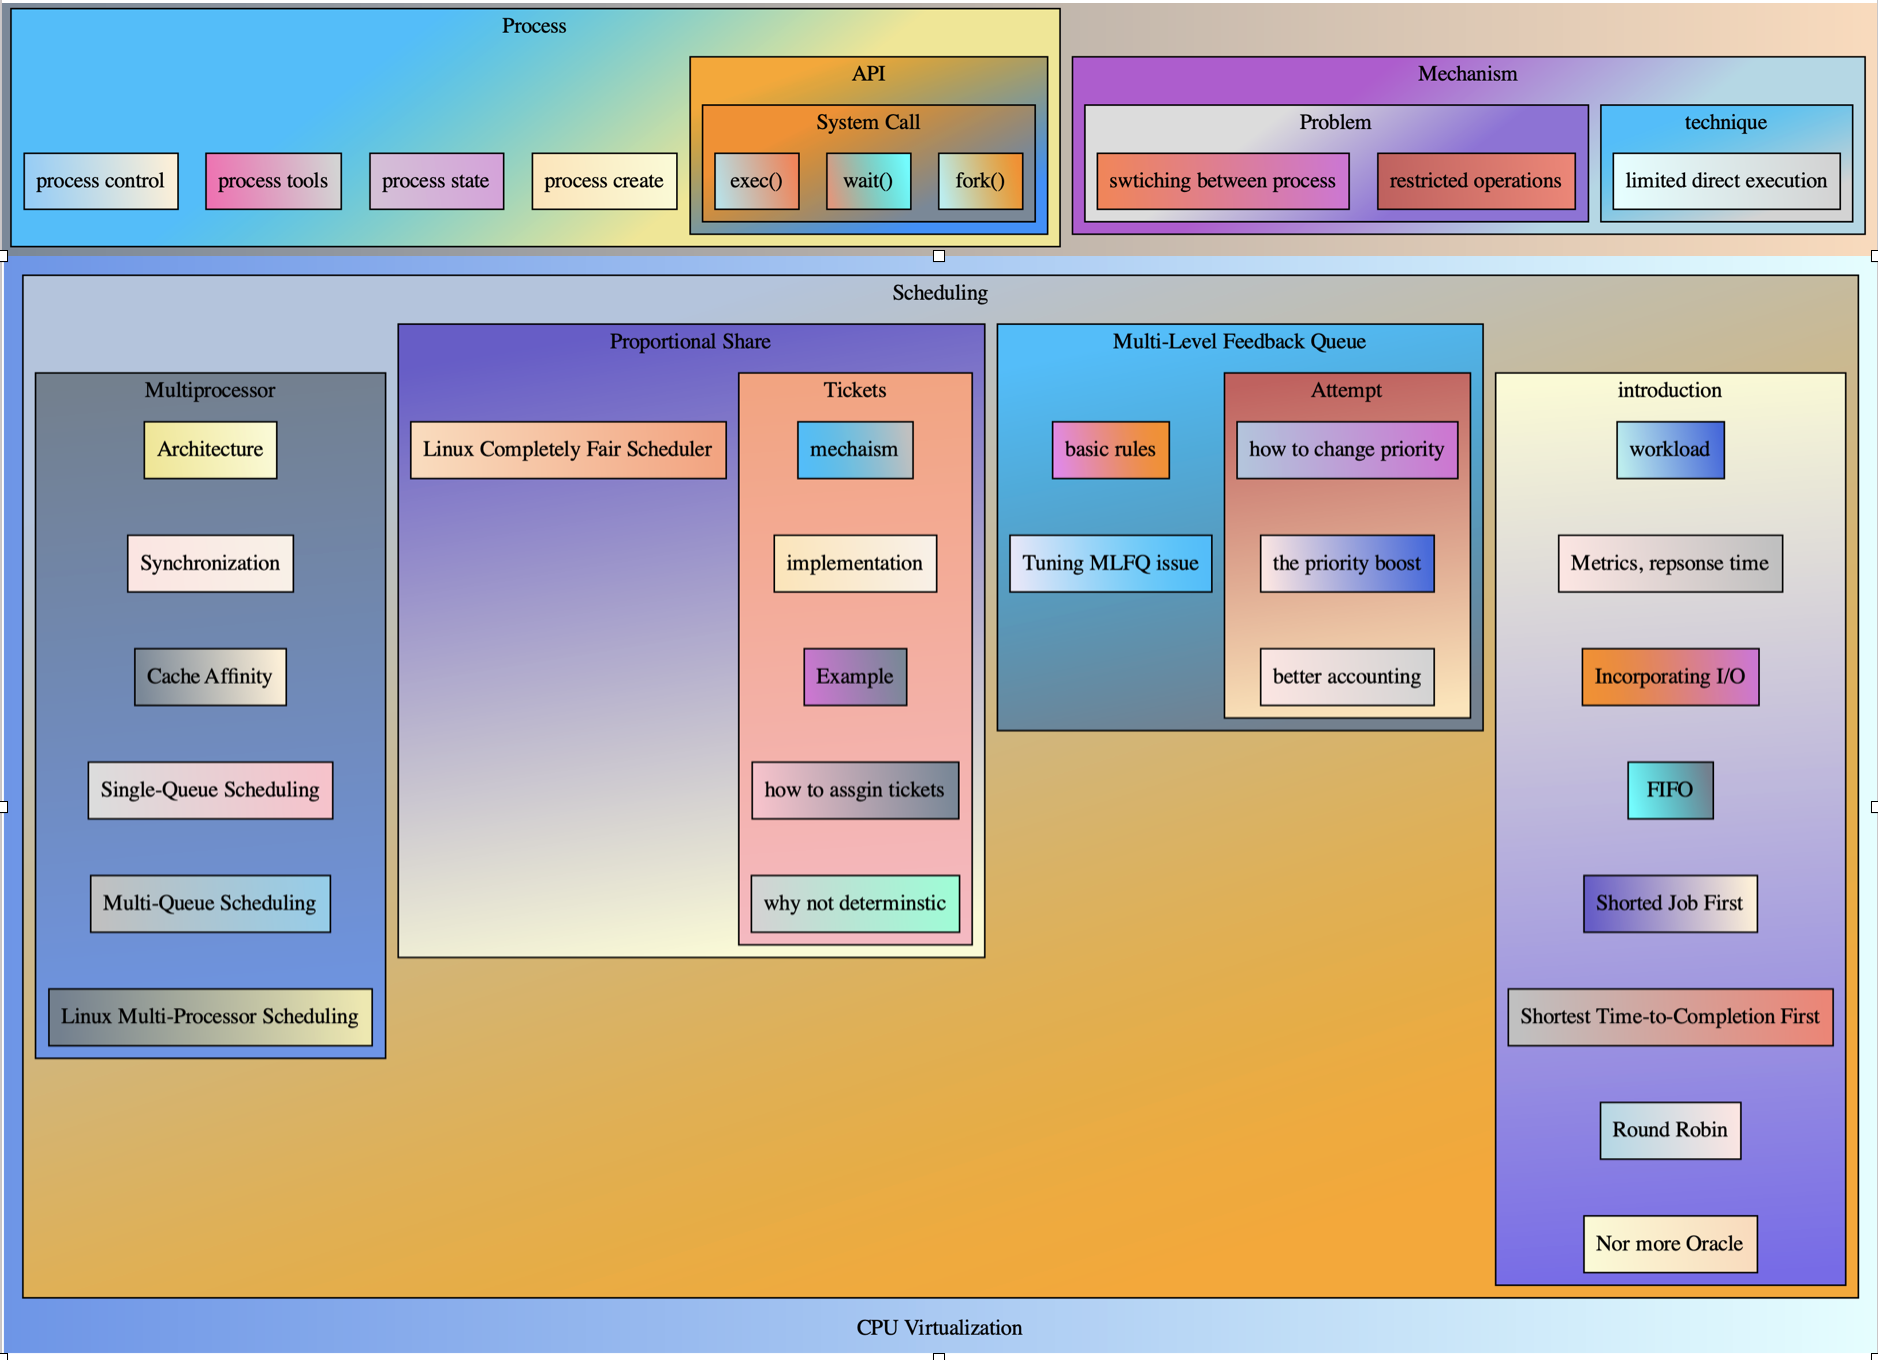 Process
process control
process tools
process state
process create
API
System Call
exec()
wait()
fork()
Mechanism
Problem
swtiching between process
restricted operations
technique
limited direct execution
Scheduling
Multiprocessor
Architecture
Synchronization
Cache Affinity
Single-Queue Scheduling
Multi-Queue Scheduling
Linux Multi-Processor Scheduling
Proportional Share
Linux Completely Fair Scheduler
Tickets
mechaism
implementation
Example
how to assgin tickets
why not determinstic
Multi-Level Feedback Queue
basic rules
Tuning MLFQ issue
Attempt
how to change priority
the priority boost
better accounting
introduction
workload
Metrics, repsonse time
Incorporating I/O
FIFO
Shorted Job First
Shortest Time-to-Completion First
Round Robin
Nor more Oracle
CPU Virtualization